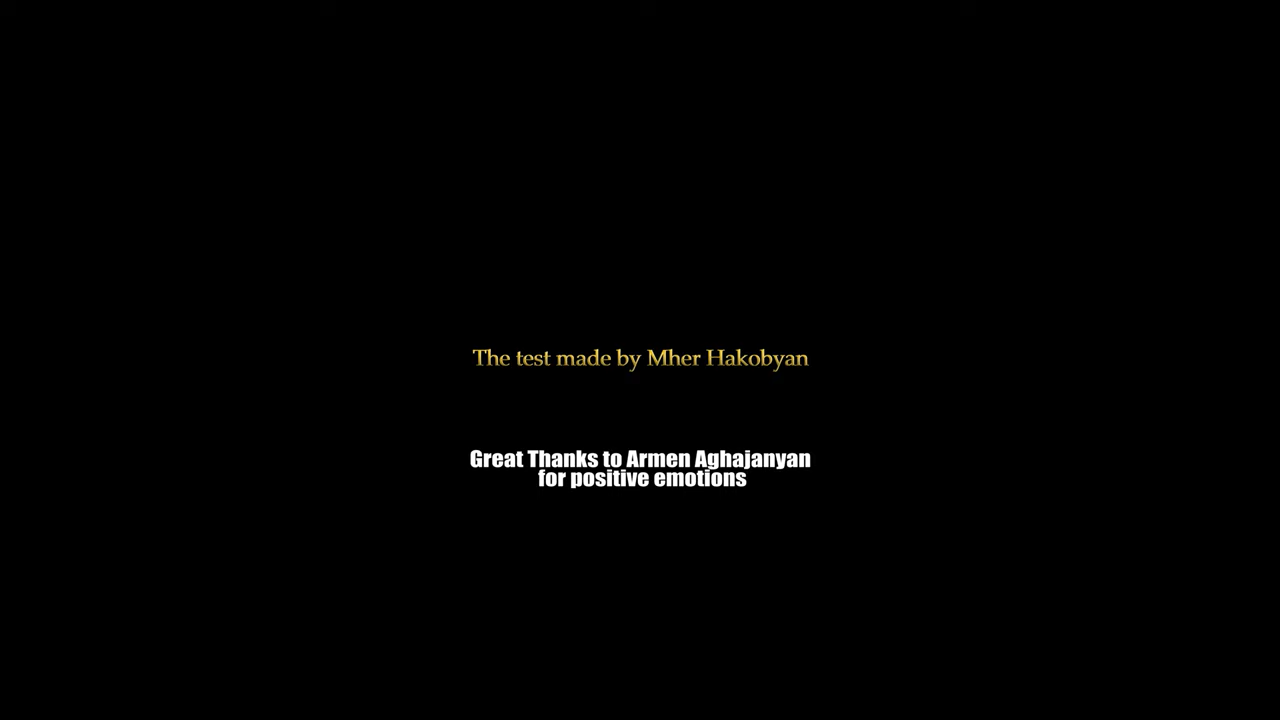 The test made by Mher Hakobyan
Great Thanks to Armen Aghajanyan
for positive emotions